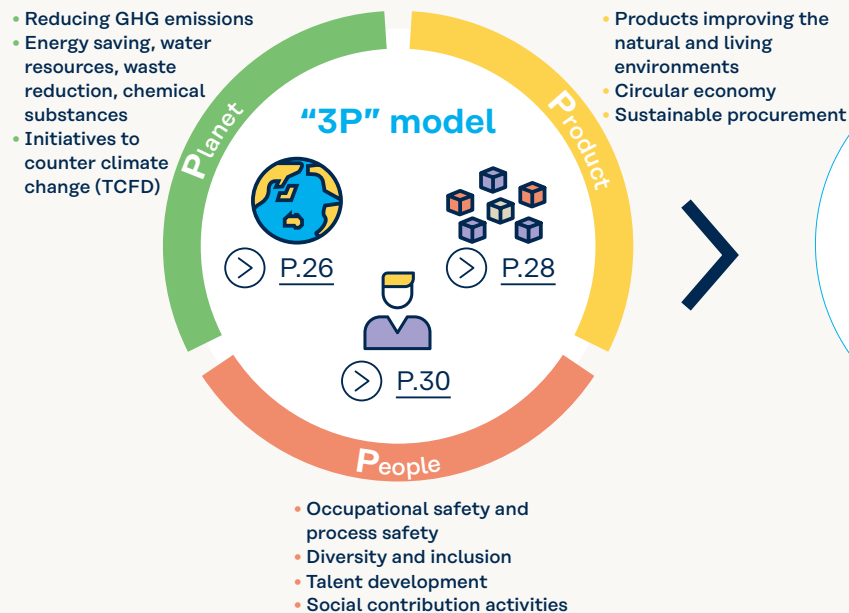 • Reducing GHG emissions
• Energy saving, water
resources, waste
reduction, chemical
substances
• Initiatives to
counter climate
change (TCFD)
Planet
“3P” model
Product
• Products improving the
natural and living
environments
• Circular economy
• Sustainable procurement
P.26
P.28
P.30
People
• Occupational safety and
process safety
• Diversity and inclusion
• Talent development
• Social contribution activities